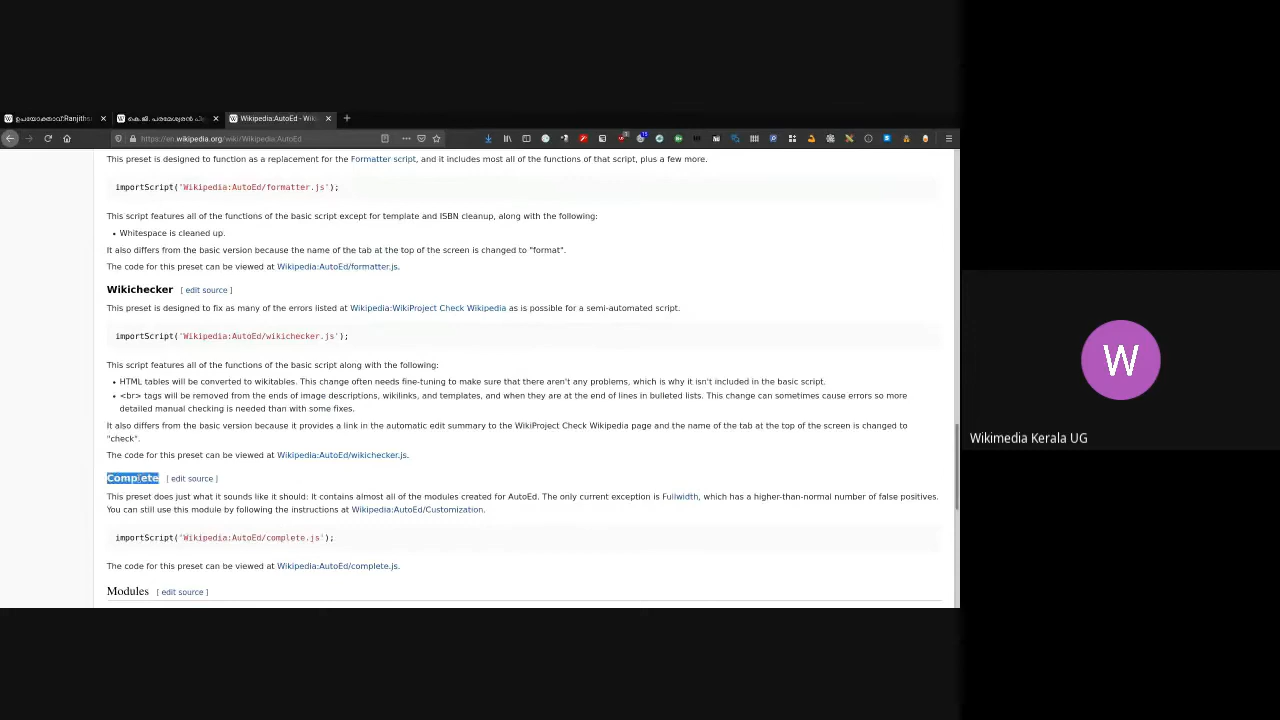 ഉപയോക്താവ്:Ranjiths
കെ.ജി. പരമേശ്വരൻ പി
Wikipedia:AutoEd - Wiki
https://en.wikipedia.org/wiki/Wikipedia:AutoEd
This preset is designed to function as a replacement for the Formatter script, and it includes most all of the functions of that script, plus a few more.
importScript('Wikipedia:AutoEd/formatter.js');
This script features all of the functions of the basic script except for template and ISBN cleanup, along with the following:
• Whitespace is cleaned up.
It also differs from the basic version because the name of the tab at the top of the screen is changed to "format".
The code for this preset can be viewed at Wikipedia:AutoEd/formatter.js.
Wikichecker [ edit source ]
This preset is designed to fix as many of the errors listed at Wikipedia:WikiProject Check Wikipedia as is possible for a semi-automated script.
importScript('Wikipedia:AutoEd/wikichecker.js');
This script features all of the functions of the basic script along with the following:
• HTML tables will be converted to wikitables. This change often needs fine-tuning to make sure that there aren't any problems, which is why it isn't included in the basic script.
• <br> tags will be removed from the ends of image descriptions, wikilinks, and templates, and when they are at the end of lines in bulleted lists. This change can sometimes cause errors so more
detailed manual checking is needed than with some fixes.
It also differs from the basic version because it provides a link in the automatic edit summary to the WikiProject Check Wikipedia page and the name of the tab at the top of the screen is changed to
"check".
The code for this preset can be viewed at Wikipedia:AutoEd/wikichecker.js.
Complete [ edit source ]
This preset does just what it sounds like it should: It contains almost all of the modules created for AutoEd. The only current exception is Fullwidth, which has a higher-than-normal number of false positives.
You can still use this module by following the instructions at Wikipedia:AutoEd/Customization.
importScript('Wikipedia:AutoEd/complete.js');
The code for this preset can be viewed at Wikipedia:AutoEd/complete.js.
Modules [ edit source ]
W
Wikimedia Kerala UG